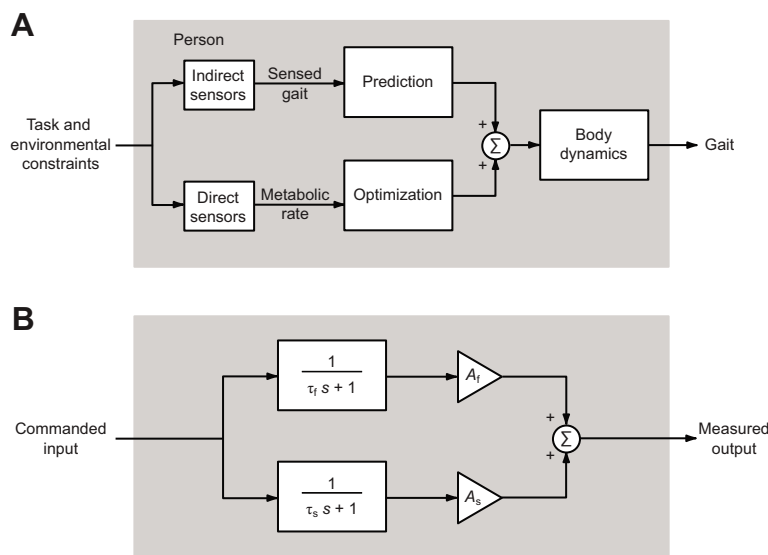 A
Person
Task and
environmental
constraints
Indirect
sensors
Sensed
gait
Prediction
+
Σ
+
Body
dynamics
Gait
Direct
sensors
Metabolic
rate
Optimization
B
Commanded
input
1
τf s + 1
Af
+
Σ
+
Measured
output
1
τs s + 1
As